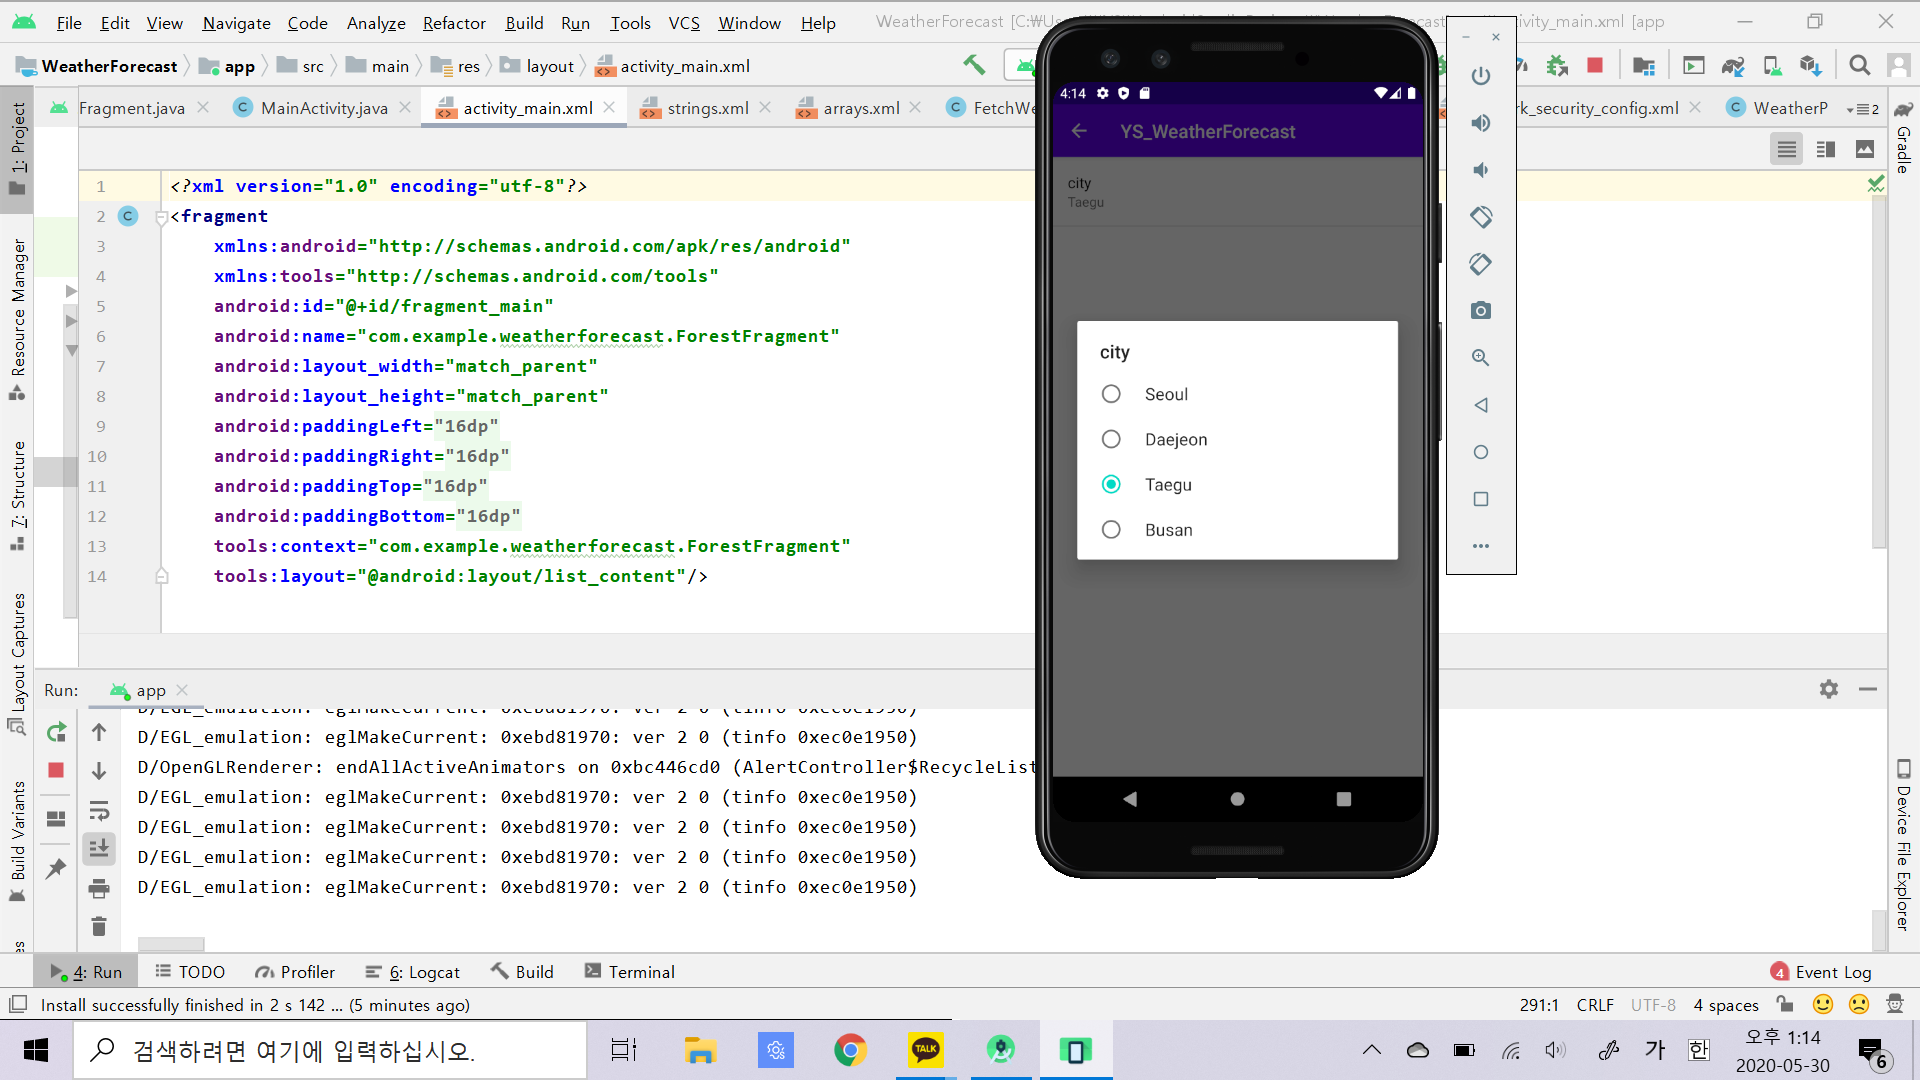 File Edit View Navigate Code Analyze Refactor Build Run Tools VCS Window Help
WeatherForecast app src main res layout activity_main.xml
Fragment.java MainActivity.java activity_main.xml strings.xml arrays.xml rk_security_config.xml WeatherP 2
1: Project
Resource Manager
7: Structure
Layout Captures
Build Variants
1 <?xml version="1.0" encoding="utf-8"?>
2 <fragment
3 xmlns:android="http://schemas.android.com/apk/res/android"
4 xmlns:tools="http://schemas.android.com/tools"
5 android:id="@+id/fragment_main"
6 android:name="com.example.weatherforecast.ForestFragment"
7 android:layout_width="match_parent"
8 android:layout_height="match_parent"
9 android:paddingLeft="16dp"
10 android:paddingRight="16dp"
11 android:paddingTop="16dp"
12 android:paddingBottom="16dp"
13 tools:context="com.example.weatherforecast.ForestFragment"
14 tools:layout="@android:layout/list_content"/>
4:14
YS_WeatherForecast
city
Taegu
city
Seoul
Daejeon
Taegu
Busan
Gradle
Device File Explorer
Run: app
D/EGL_emulation: eglMakeCurrent: 0xebd81970: ver 2 0 (tinfo 0xec0e1950)
D/EGL_emulation: eglMakeCurrent: 0xebd81970: ver 2 0 (tinfo 0xec0e1950)
D/OpenGLRenderer: endAllActiveAnimators on 0xbc446cd0 (AlertController$RecycleList
D/EGL_emulation: eglMakeCurrent: 0xebd81970: ver 2 0 (tinfo 0xec0e1950)
D/EGL_emulation: eglMakeCurrent: 0xebd81970: ver 2 0 (tinfo 0xec0e1950)
D/EGL_emulation: eglMakeCurrent: 0xebd81970: ver 2 0 (tinfo 0xec0e1950)
D/EGL_emulation: eglMakeCurrent: 0xebd81970: ver 2 0 (tinfo 0xec0e1950)
4: Run TODO Profiler 6: Logcat Build Terminal 4 Event Log
Install successfully finished in 2 s 142 ... (5 minutes ago) 291:1 CRLF UTF-8 4 spaces
검색하려면 여기에 입력하십시오. TALK 가 한 오후 1:14
2020-05-30 6